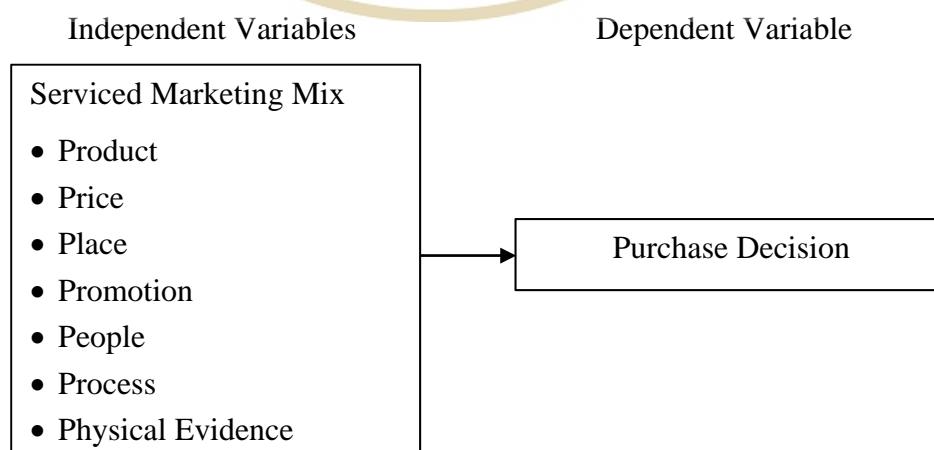 Independent Variables
Dependent Variable
Serviced Marketing Mix
• Product
• Price
• Place
• Promotion
• People
• Process
• Physical Evidence
Purchase Decision